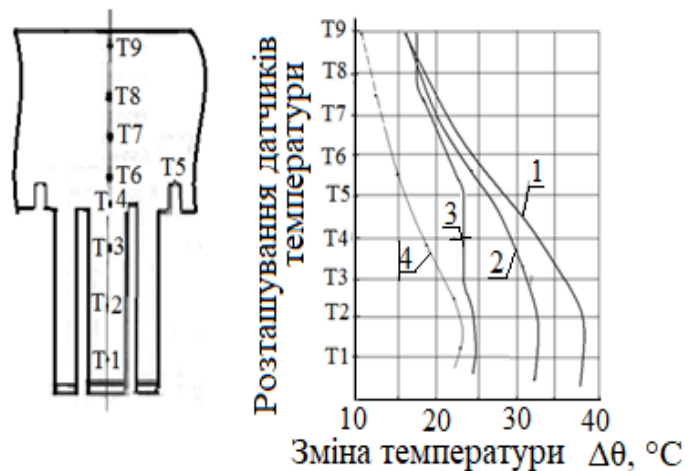 T9
T8
T7
T6
T5
T4
T3
T2
T1
Розташування датчиків
температури
T9
T8
T7
T6
T5
T4
T3
T2
T1
1
2
3
4
10
20
30
40
Зміна температури Δθ, °C